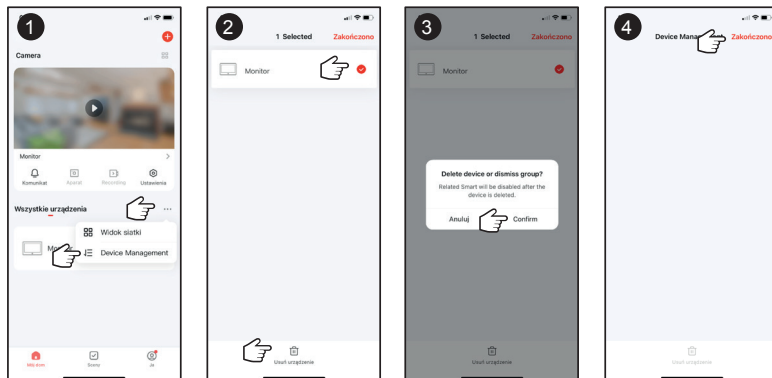 1
Camera
Monitor
Komunikat
Aparat
Recording
Ustawienia
Wszystkie urządzenia
Widok siatki
Device Management
Mój dom
Sceny
Ja
2
1 Selected
Zakończono
Monitor
Usuń urządzenie
3
1 Selected
Zakończono
Monitor
Delete device or dismiss group?
Related Smart will be disabled after the
device is deleted.
Anuluj
Confirm
Usuń urządzenie
4
Zakończono
Usuń urządzenie